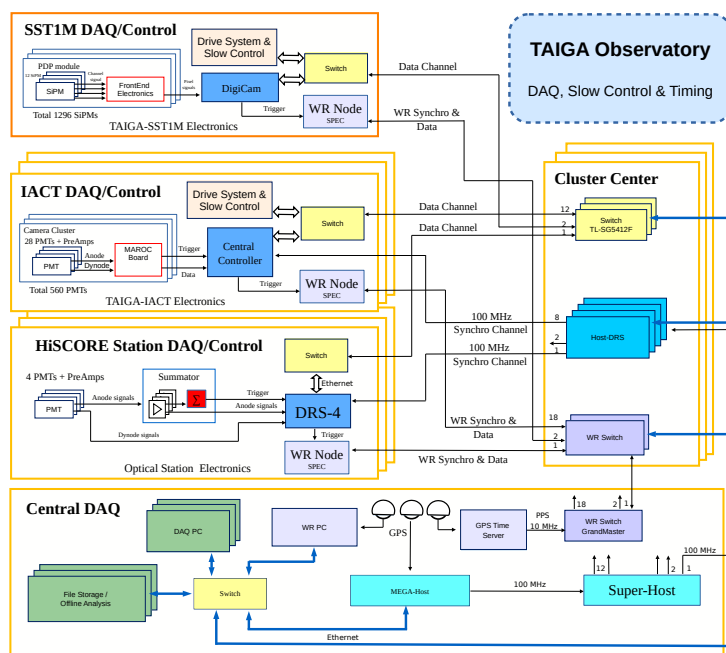 SST1M DAQ/Control
PDP module
12 SiPM
Channel
signal
SiPM
FrontEnd
Electronics
Pixel
signals
Total 1296 SiPMs
Drive System &
Slow Control
Switch
DigiCam
Trigger
WR Node
SPEC
TAIGA-SST1M Electronics
Data Channel
WR Synchro &
Data
TAIGA Observatory
DAQ, Slow Control & Timing
IACT DAQ/Control
Camera Cluster
28 PMTs + PreAmps
PMT
Anode
Dynode
MAROC
Board
Trigger
Data
Total 560 PMTs
Drive System &
Slow Control
Switch
Central
Controller
Trigger
WR Node
SPEC
TAIGA-IACT Electronics
Data Channel
Data Channel
100 MHz
Synchro Channel
Cluster Center
12
2
1
Switch
TL-SG5412F
8
2
1
Host-DRS
18
2
1
WR Switch
HiSCORE Station DAQ/Control
4 PMTs + PreAmps
PMT
Anode signals
Summator
Σ
Trigger
Anode signals
Dynode signals
Switch
Ethernet
DRS-4
Trigger
WR Node
SPEC
Optical Station Electronics
100 MHz
Synchro Channel
WR Synchro &
Data
WR Synchro & Data
Central DAQ
DAQ PC
File Storage /
Offline Analysis
Switch
WR PC
GPS
GPS Time
Server
PPS
10 MHz
18
2
1
WR Switch
GrandMaster
MEGA-Host
100 MHz
12
2
1
100 MHz
Super-Host
Ethernet